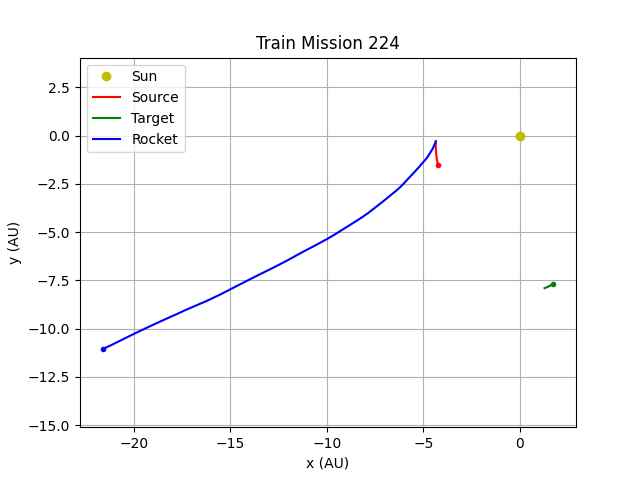 Train Mission 224
Sun
Source
Target
Rocket
2.5
0.0
−2.5
−5.0
−7.5
−10.0
−12.5
−15.0
y (AU)
−20
−15
−10
−5
0
x (AU)